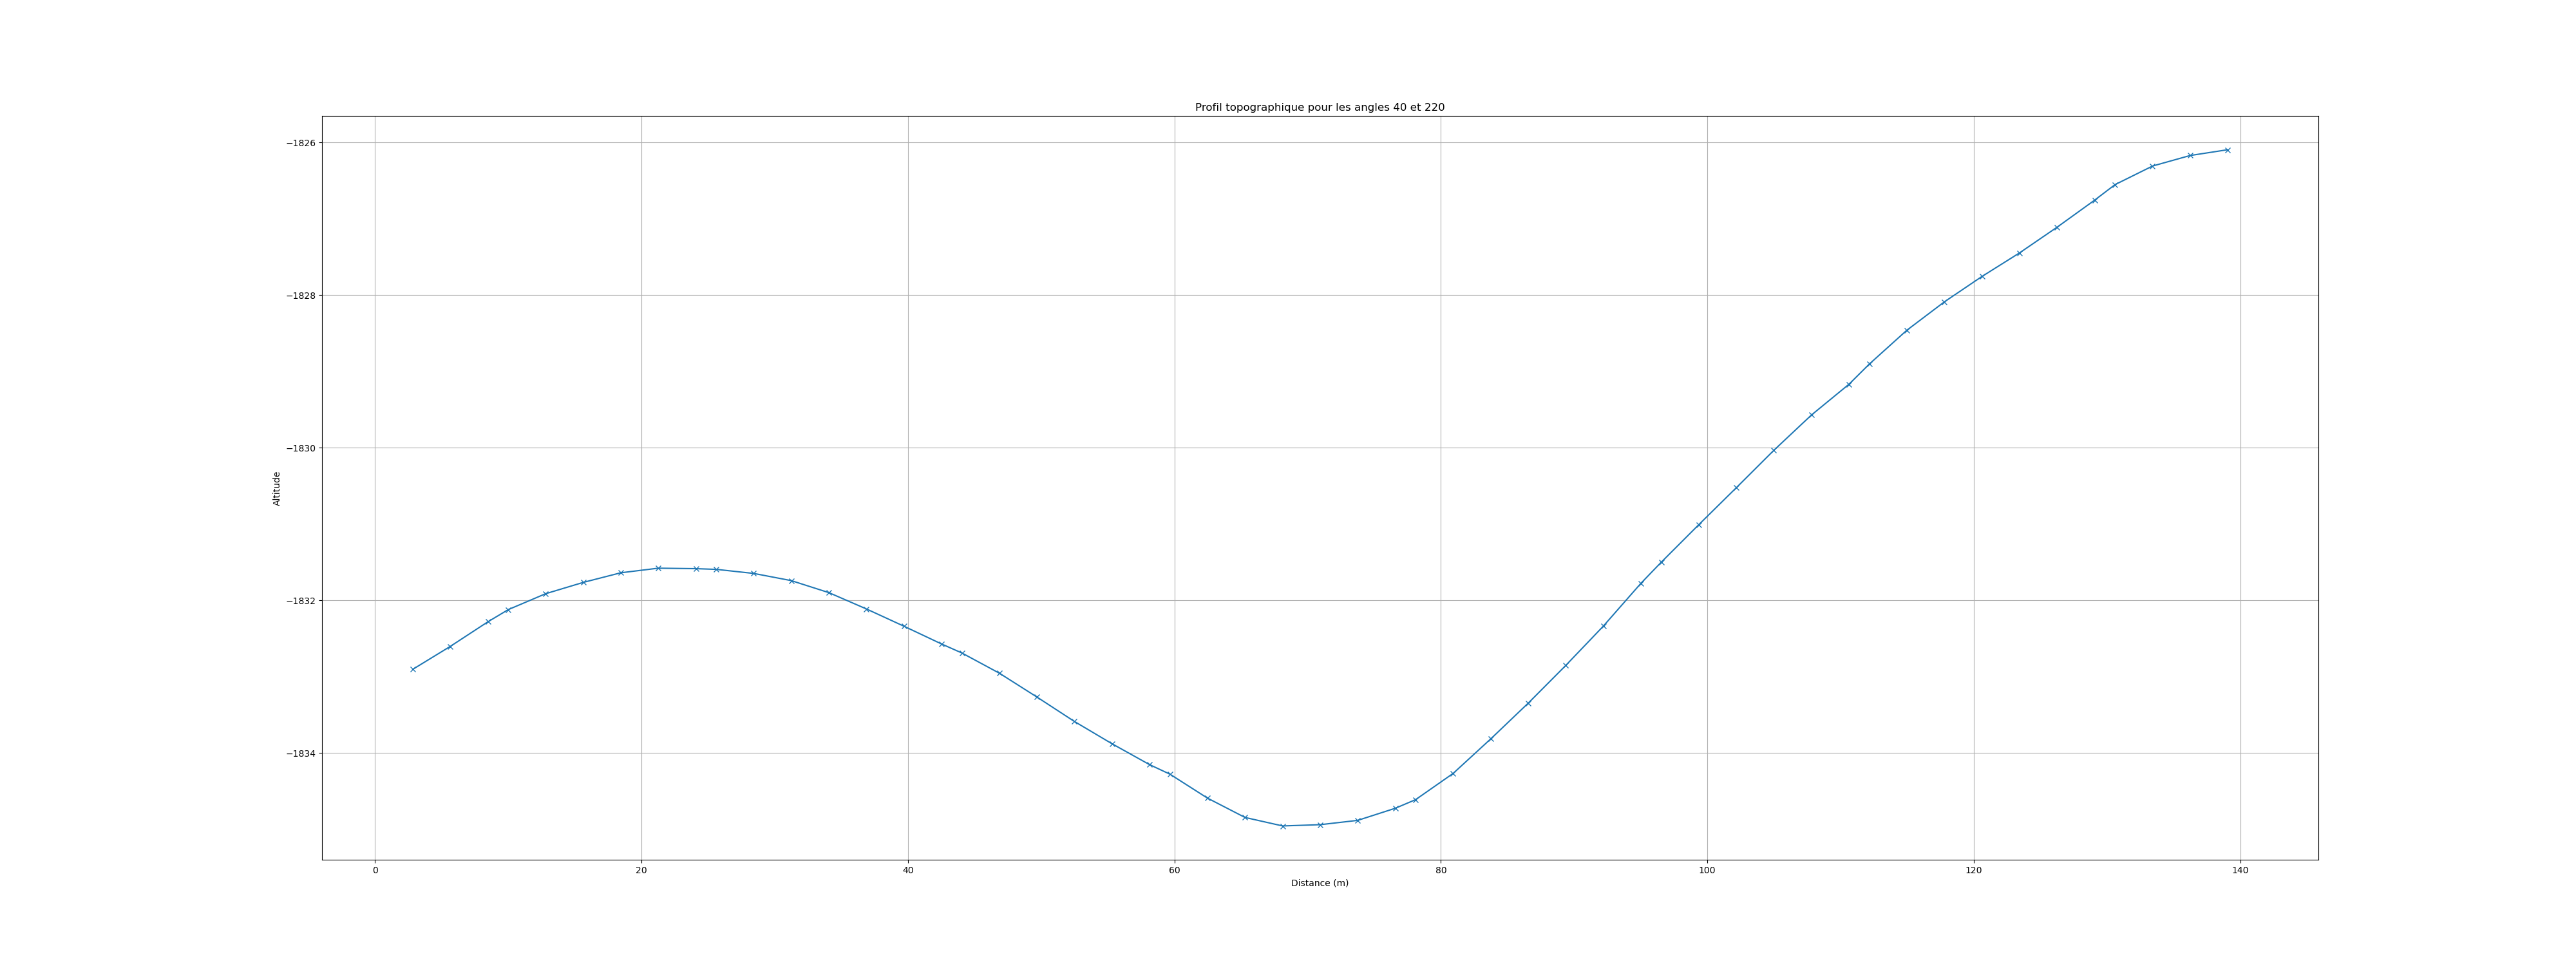 Profil topographique pour les angles 40 et 220
−1826
−1828
−1830
−1832
−1834
Altitude
0 20 40 60 80 100 120 140
Distance (m)